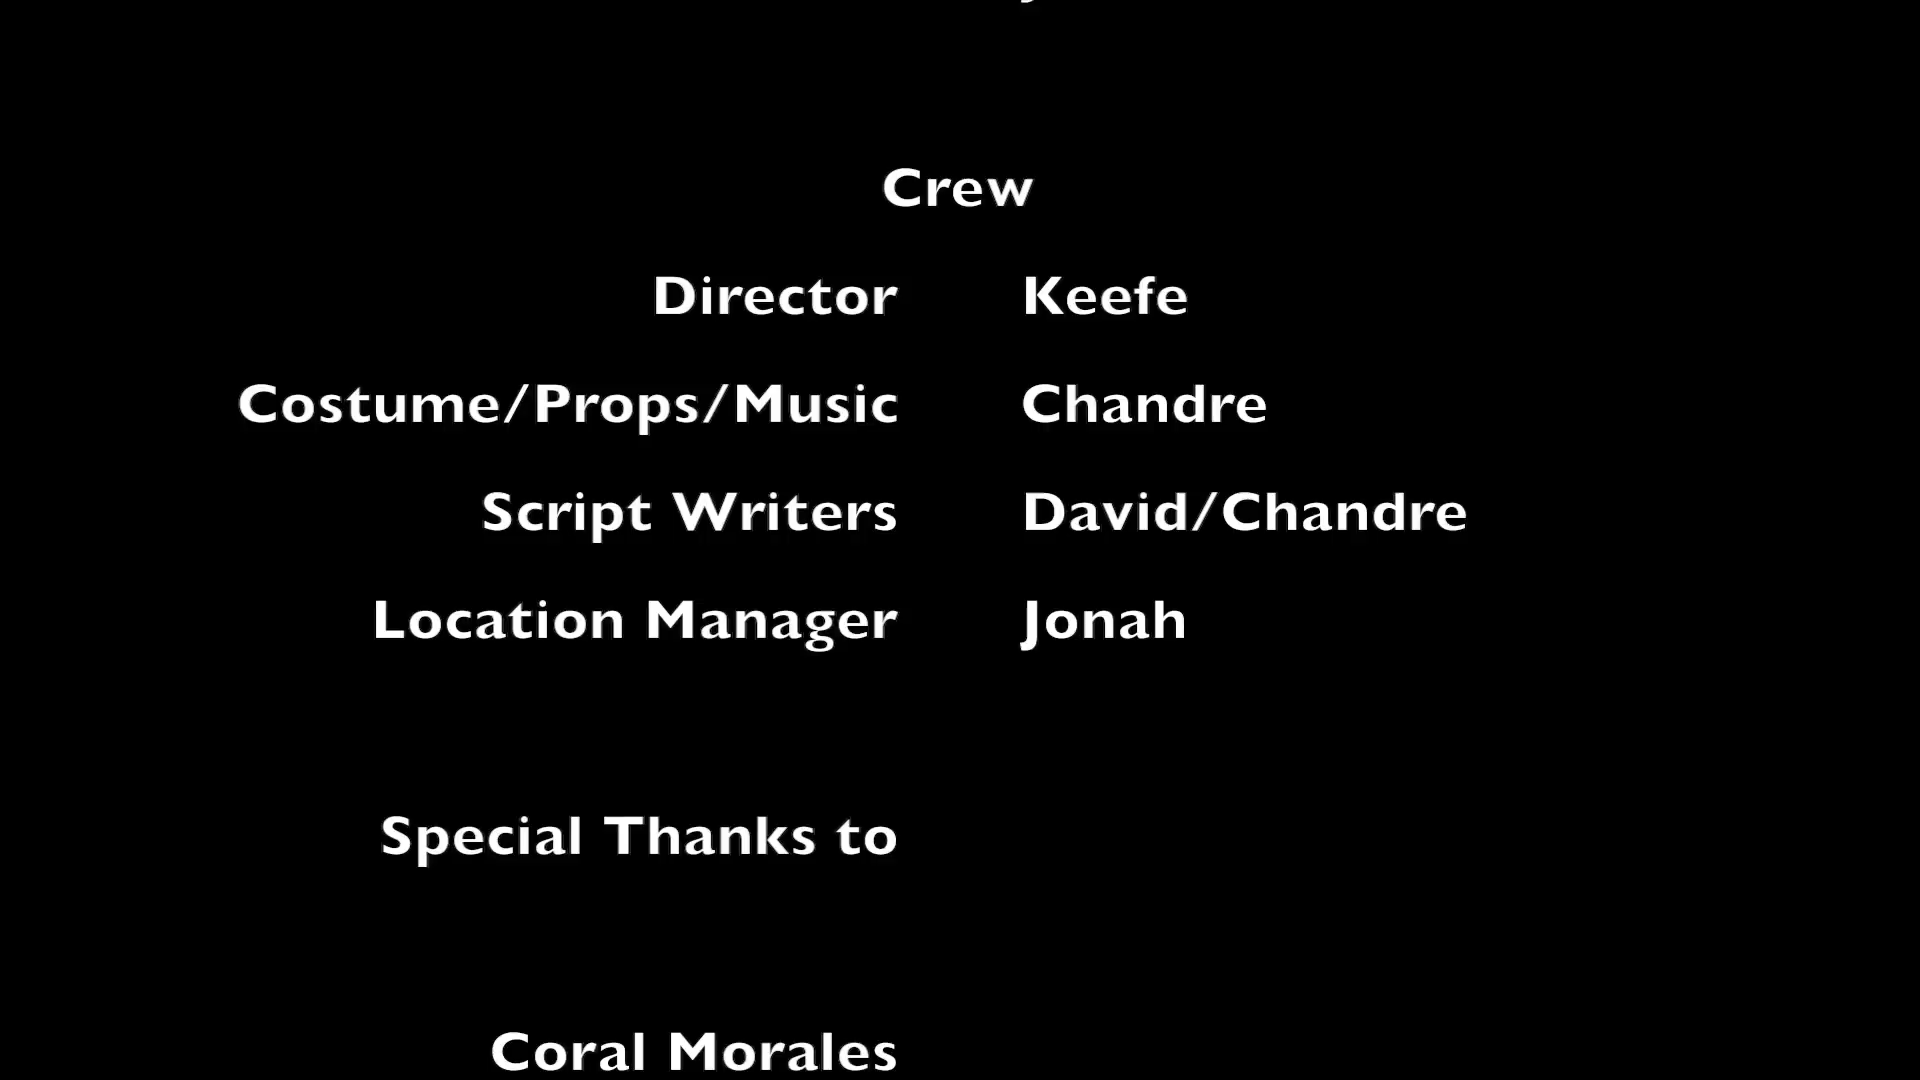 Crew
Director Keefe
Costume/Props/Music Chandre
Script Writers David/Chandre
Location Manager Jonah
Special Thanks to
Coral Morales